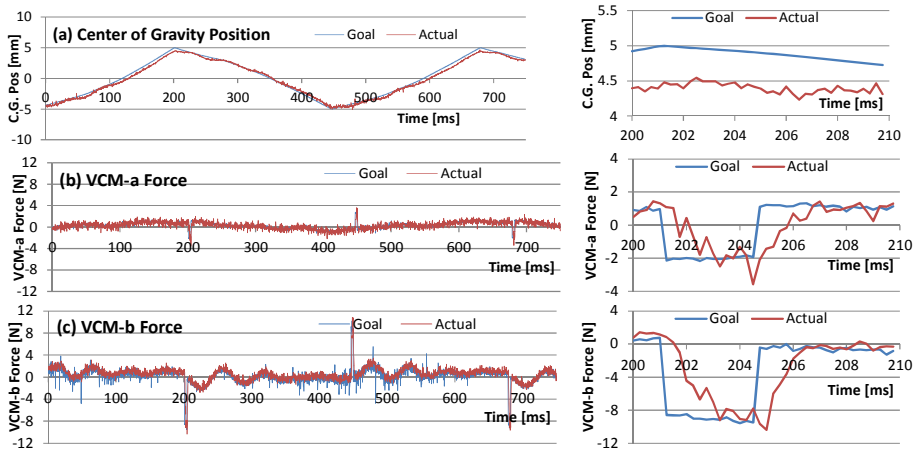 (a) Center of Gravity Position
Goal Actual
C.G. Pos [mm]
10
5
0
-5
-10
0 100 200 300 400 500 600 700
Time [ms]
Goal Actual
C.G. Pos [mm]
5.5
5
4.5
4
Time [ms]
200 202 204 206 208 210
(b) VCM-a Force
Goal Actual
VCM-a Force [N]
12
8
4
0
-4
-8
-12
0 100 200 300 400 500 600 700
Time [ms]
Goal Actual
VCM-a Force [N]
4
2
0
-2
-4
200 202 204 206 208 210
Time [ms]
(c) VCM-b Force
Goal Actual
VCM-b Force [N]
12
8
4
0
-4
-8
-12
0 100 200 300 400 500 600 700
Time [ms]
Goal Actual
VCM-b Force [N]
4
0
-4
-8
-12
200 202 204 206 208 210
Time [ms]